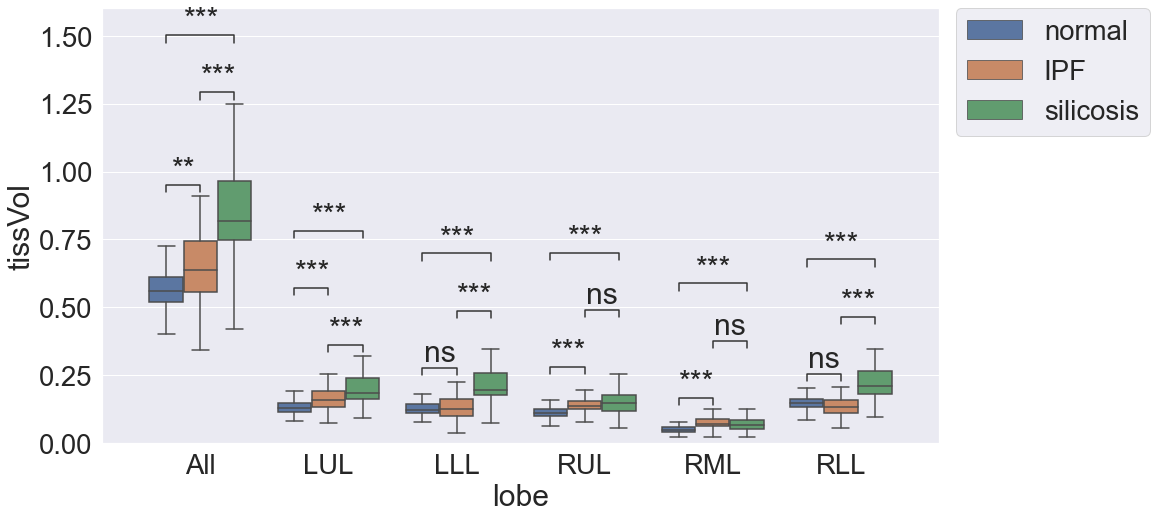 normal
IPF
silicosis
tissVol
1.50
1.25
1.00
0.75
0.50
0.25
0.00
***
***
**
***
***
***
***
***
ns
***
ns
***
***
ns
***
***
***
ns
All
LUL
LLL
RUL
RML
RLL
lobe